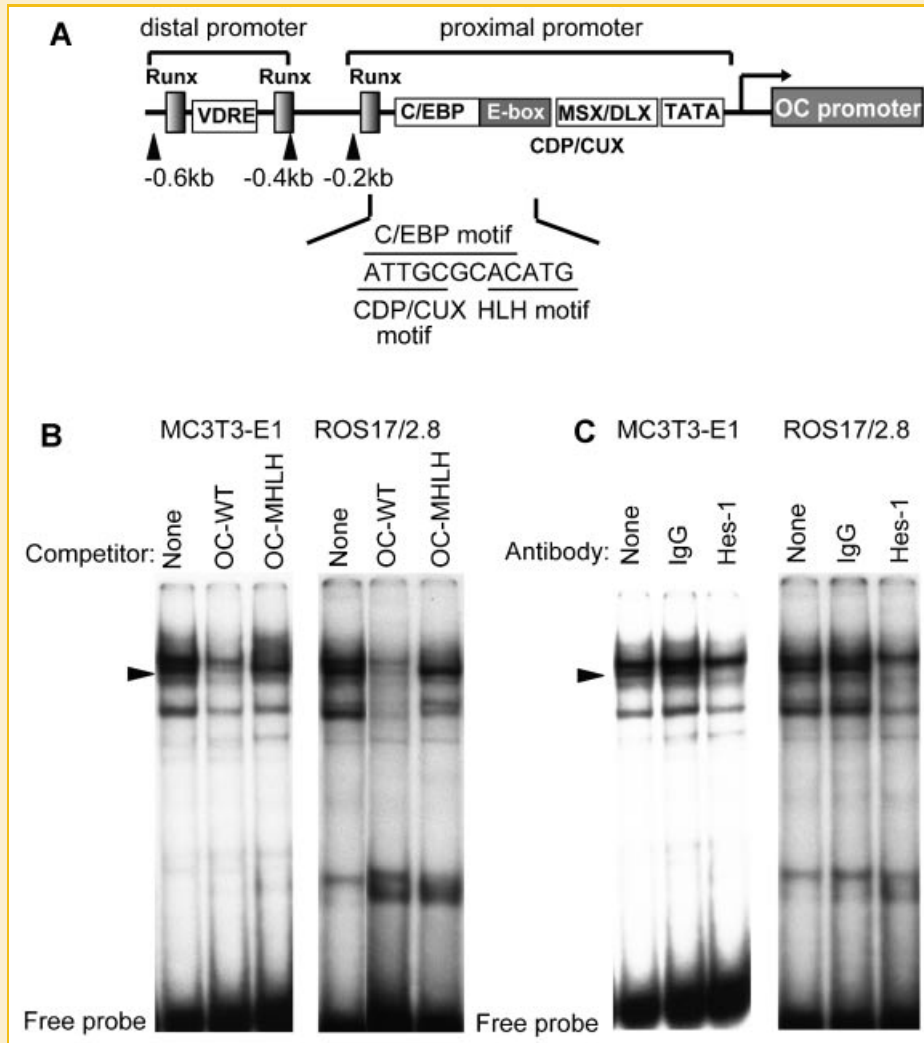 A
distal promoter proximal promoter
Runx Runx Runx
VDRE C/EBP E-box MSX/DLX TATA OC promoter
CDP/CUX
-0.6kb -0.4kb -0.2kb
C/EBP motif
ATTGCGCACATG
CDP/CUX HLH motif
motif
B MC3T3-E1 ROS17/2.8
Competitor: None OC-WT OC-MHLH None OC-WT OC-MHLH
Free probe
C MC3T3-E1 ROS17/2.8
Antibody: None IgG Hes-1 None IgG Hes-1
Free probe